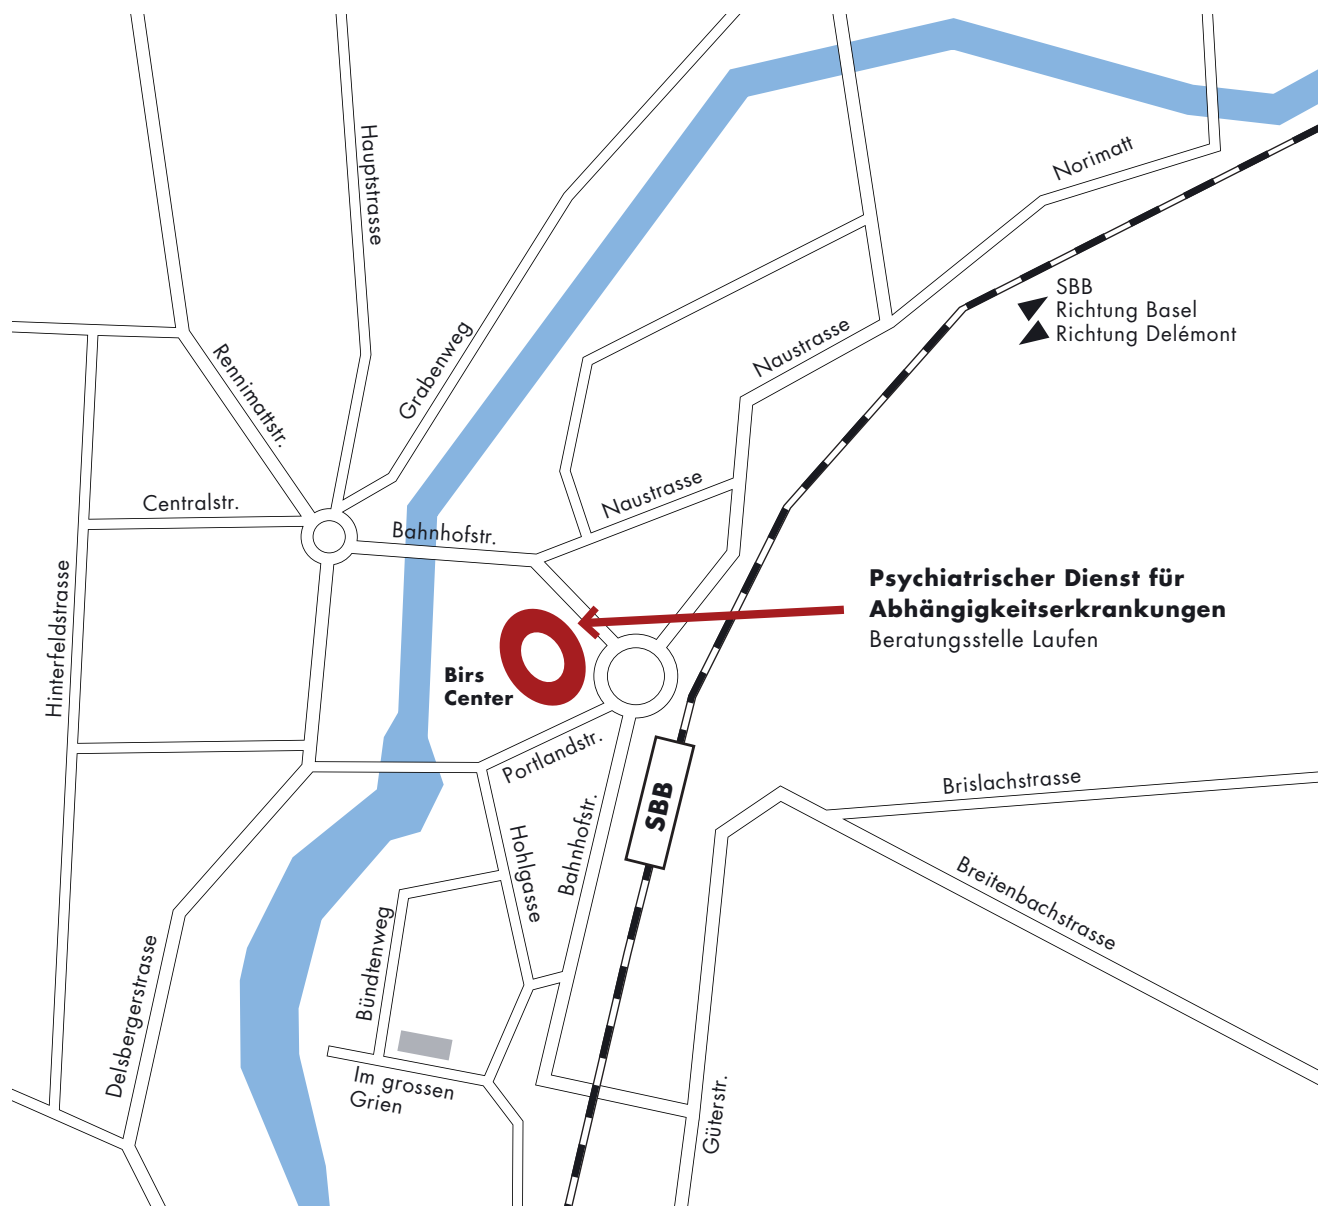 Hauptstrasse
Norimatt
SBB
Richtung Basel
Richtung Delémont
Rennimattstr.
Grabenweg
Naustrasse
Centralstr.
Naustrasse
Bahnhofstr.
Hinterfeldstrasse
Psychiatrischer Dienst für
Abhängigkeitserkrankungen
Beratungsstelle Laufen
Birs
Center
Portlandstr.
SBB
Brislachstrasse
Hohlgasse
Bahnhofstr.
Breitenbachstrasse
Bündtenweg
Delsbergerstrasse
Im grossen
Grien
Güterstr.